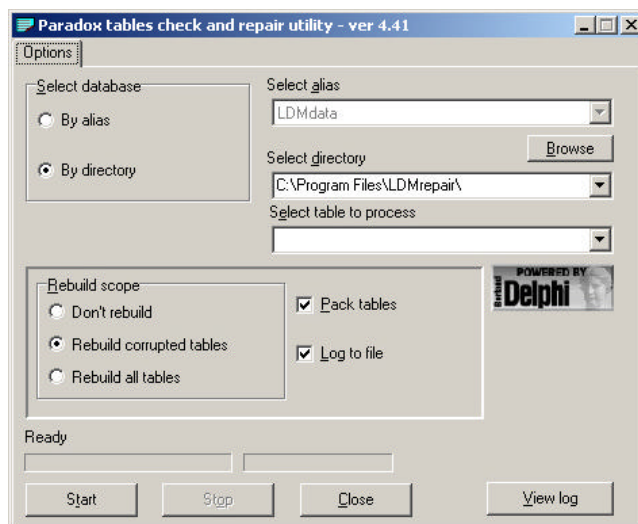 Paradox tables check and repair utility - ver 4.41
Options
Select database
By alias
By directory
Select alias
LDMdata
Browse
Select directory
C:\Program Files\LDMrepair\
Select table to process
Rebuild scope
Don't rebuild
Rebuild corrupted tables
Rebuild all tables
Pack tables
Log to file
POWERED BY
Borland
Delphi
Ready
Start
Stop
Close
View log